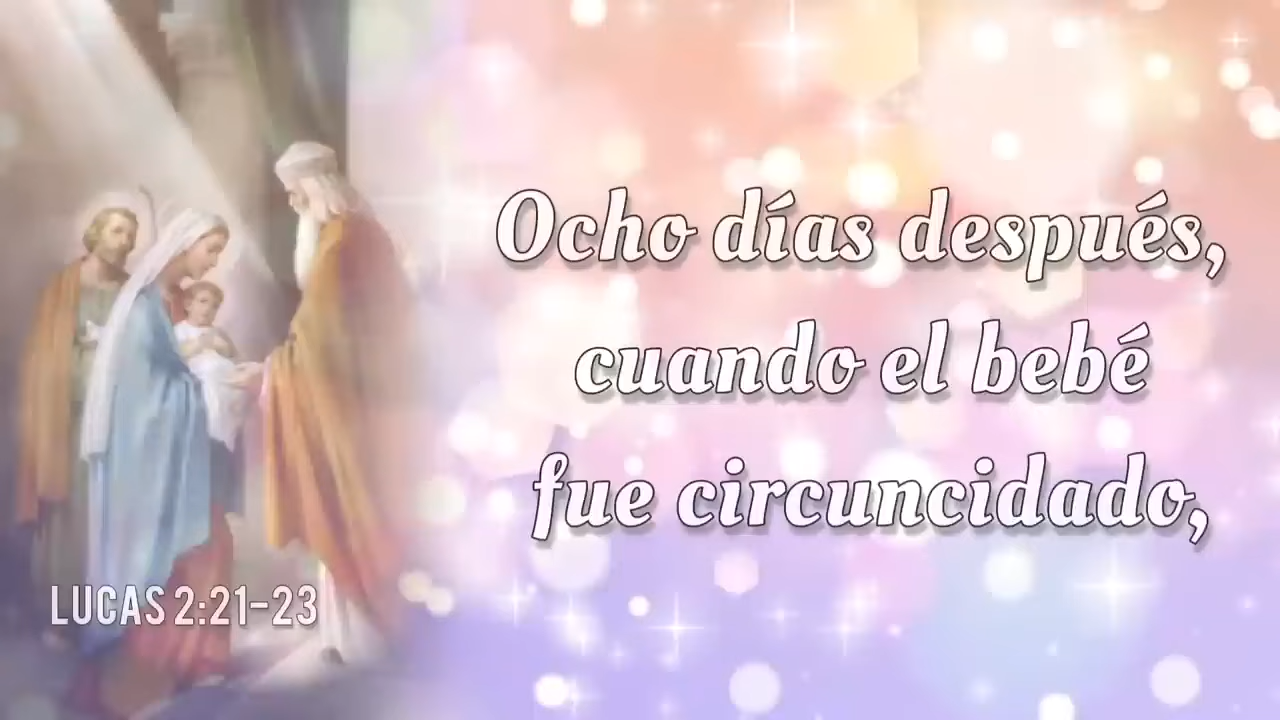 Ocho días después,
cuando el bebé
fue circuncidado,
LUCAS 2:21-23